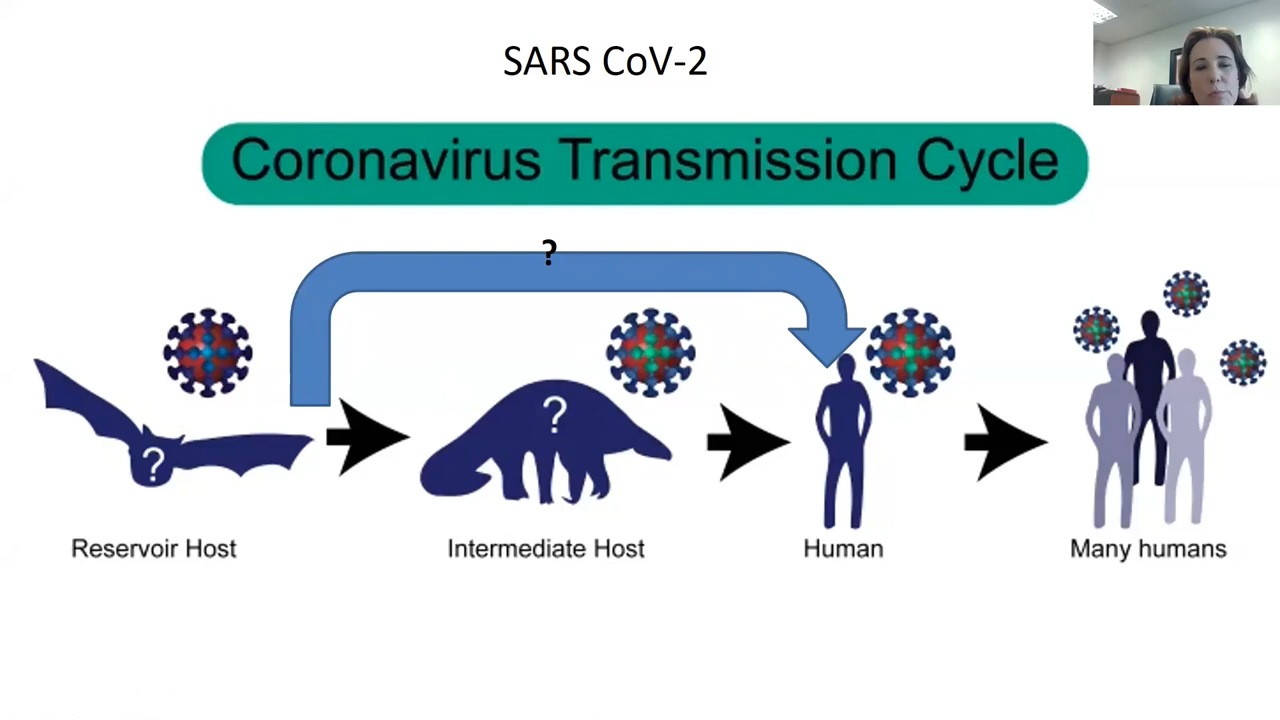 SARS CoV-2
Coronavirus Transmission Cycle
?
?
?
Reservoir Host
Intermediate Host
Human
Many humans